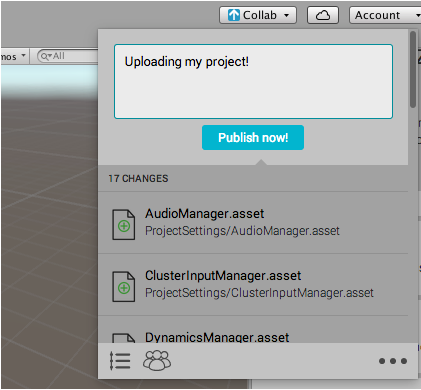 Collab
Account
mos
All
Uploading my project!
Publish now!
17 CHANGES
AudioManager.asset
ProjectSettings/AudioManager.asset
ClusterInputManager.asset
ProjectSettings/ClusterInputManager.asset
DynamicsManager.asset